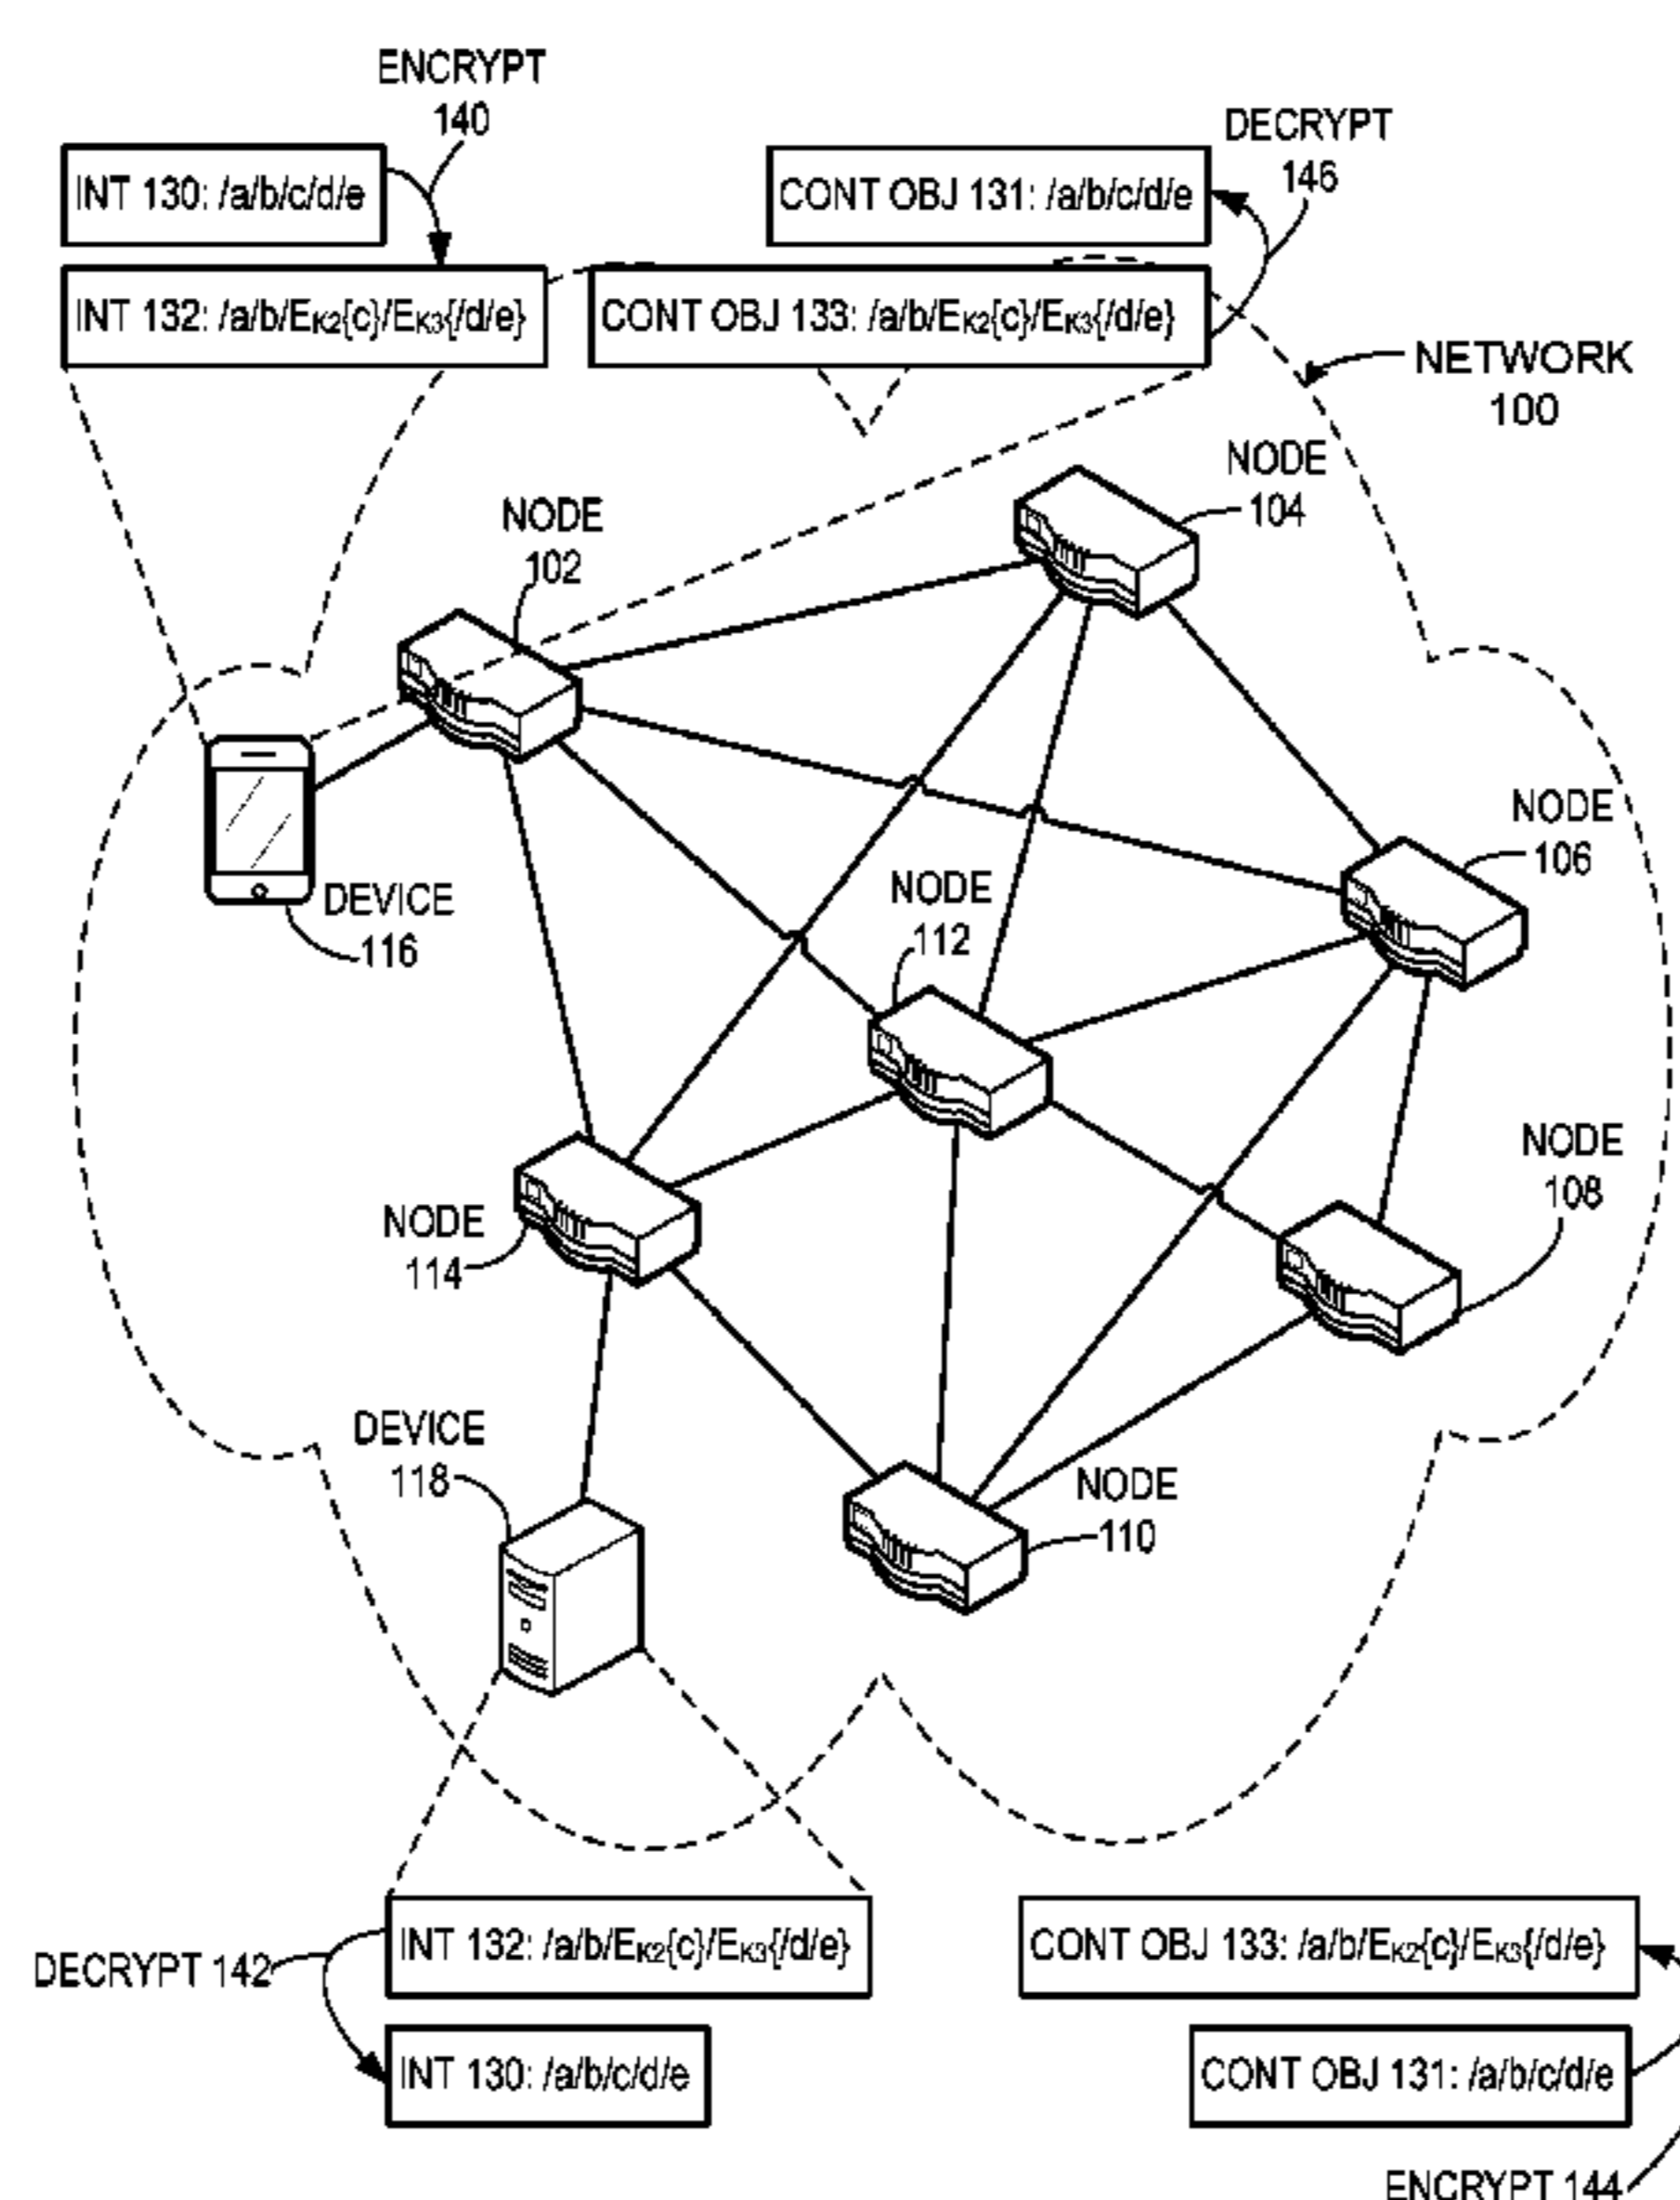 ENCRYPT
140
DECRYPT
146
INT 130: /a/b/c/d/e
CONT OBJ 131: /a/b/c/d/e
INT 132: /a/b/EK2{c}/EK3{/d/e}
CONT OBJ 133: /a/b/EK2{c}/EK3{/d/e}
NETWORK
100
NODE
104
NODE
102
NODE
106
NODE
112
DEVICE
116
NODE
108
NODE
114
DEVICE
118
NODE
110
DECRYPT 142
INT 132: /a/b/EK2{c}/EK3{/d/e}
CONT OBJ 133: /a/b/EK2{c}/EK3{/d/e}
INT 130: /a/b/c/d/e
CONT OBJ 131: /a/b/c/d/e
ENCRYPT 144